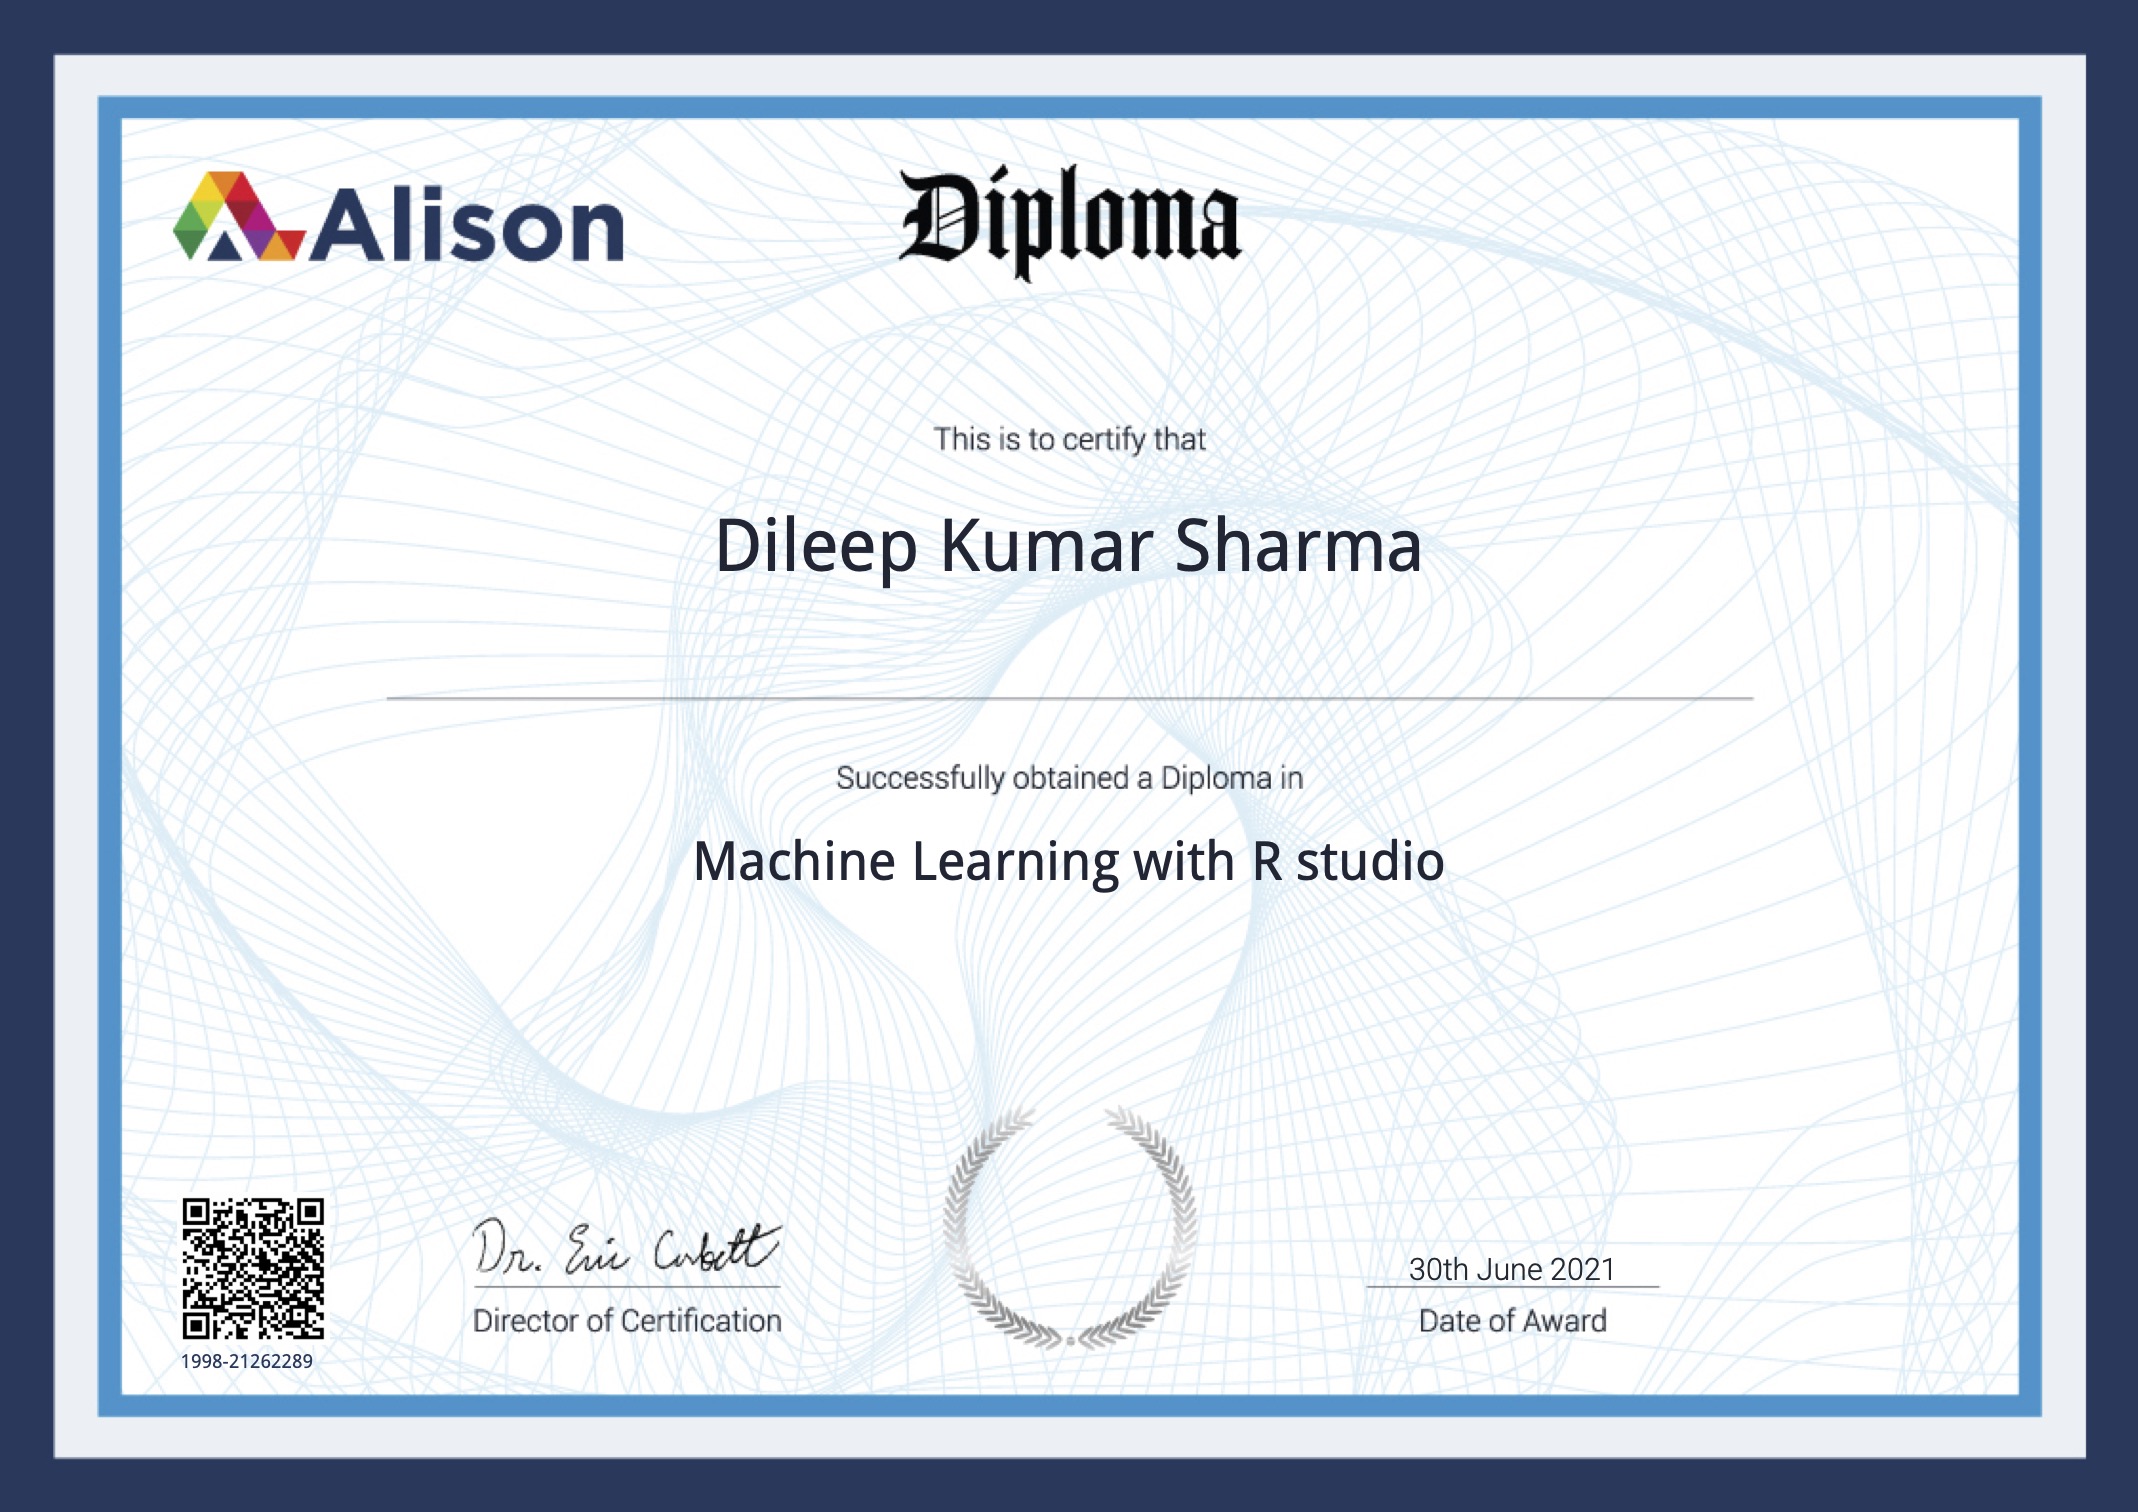 Alison
Diploma
This is to certify that
Dileep Kumar Sharma
Successfully obtained a Diploma in
Machine Learning with R studio
Dr. Eric Corbett
Director of Certification
30th June 2021
Date of Award
1998-21262289